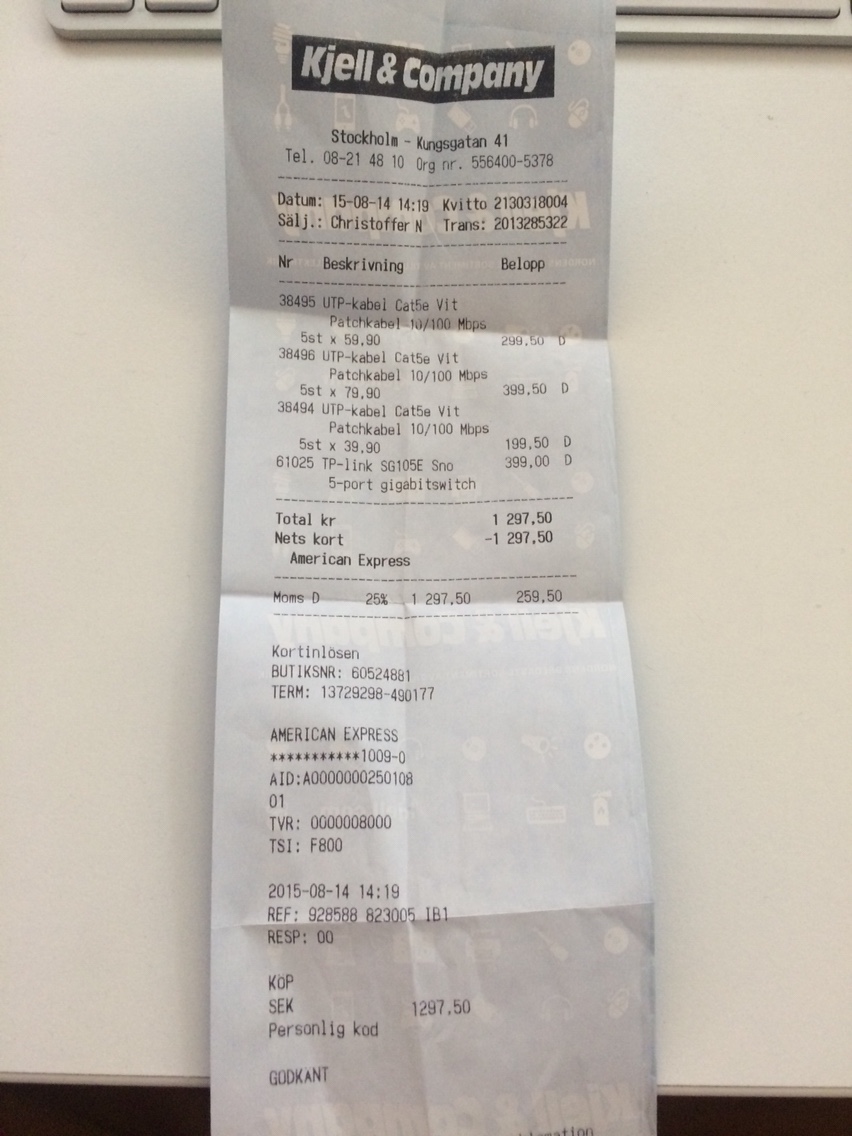 Kjell & Company
Stockholm - Kungsgatan 41
Tel. 08-21 48 10 Org nr. 556400-5378
Datum: 15-08-14 14:19 Kvitto 2130318004
Sälj.: Christoffer N Trans: 2013285322
Nr Beskrivning Belopp
38495 UTP-kabel Cat5e Vit
Patchkabel 10/100 Mbps
5st x 59,90 299,50 D
38496 UTP-kabel Cat5e Vit
Patchkabel 10/100 Mbps
5st x 79,90 399,50 D
38494 UTP-kabel Cat5e Vit
Patchkabel 10/100 Mbps
5st x 39,90 199,50 D
61025 TP-link SG105E Sno 399,00 D
5-port gigabitswitch
Total kr 1 297,50
Nets kort -1 297,50
American Express
Moms D 25% 1 297,50 259,50
Kortinlösen
BUTIKSNR: 60524881
TERM: 13729298-490177
AMERICAN EXPRESS
***********1009-0
AID:A0000000250108
01
TVR: 0000008000
TSI: F800
2015-08-14 14:19
REF: 928588 823005 IB1
RESP: 00
KÖP
SEK 1297,50
Personlig kod
GODKANT